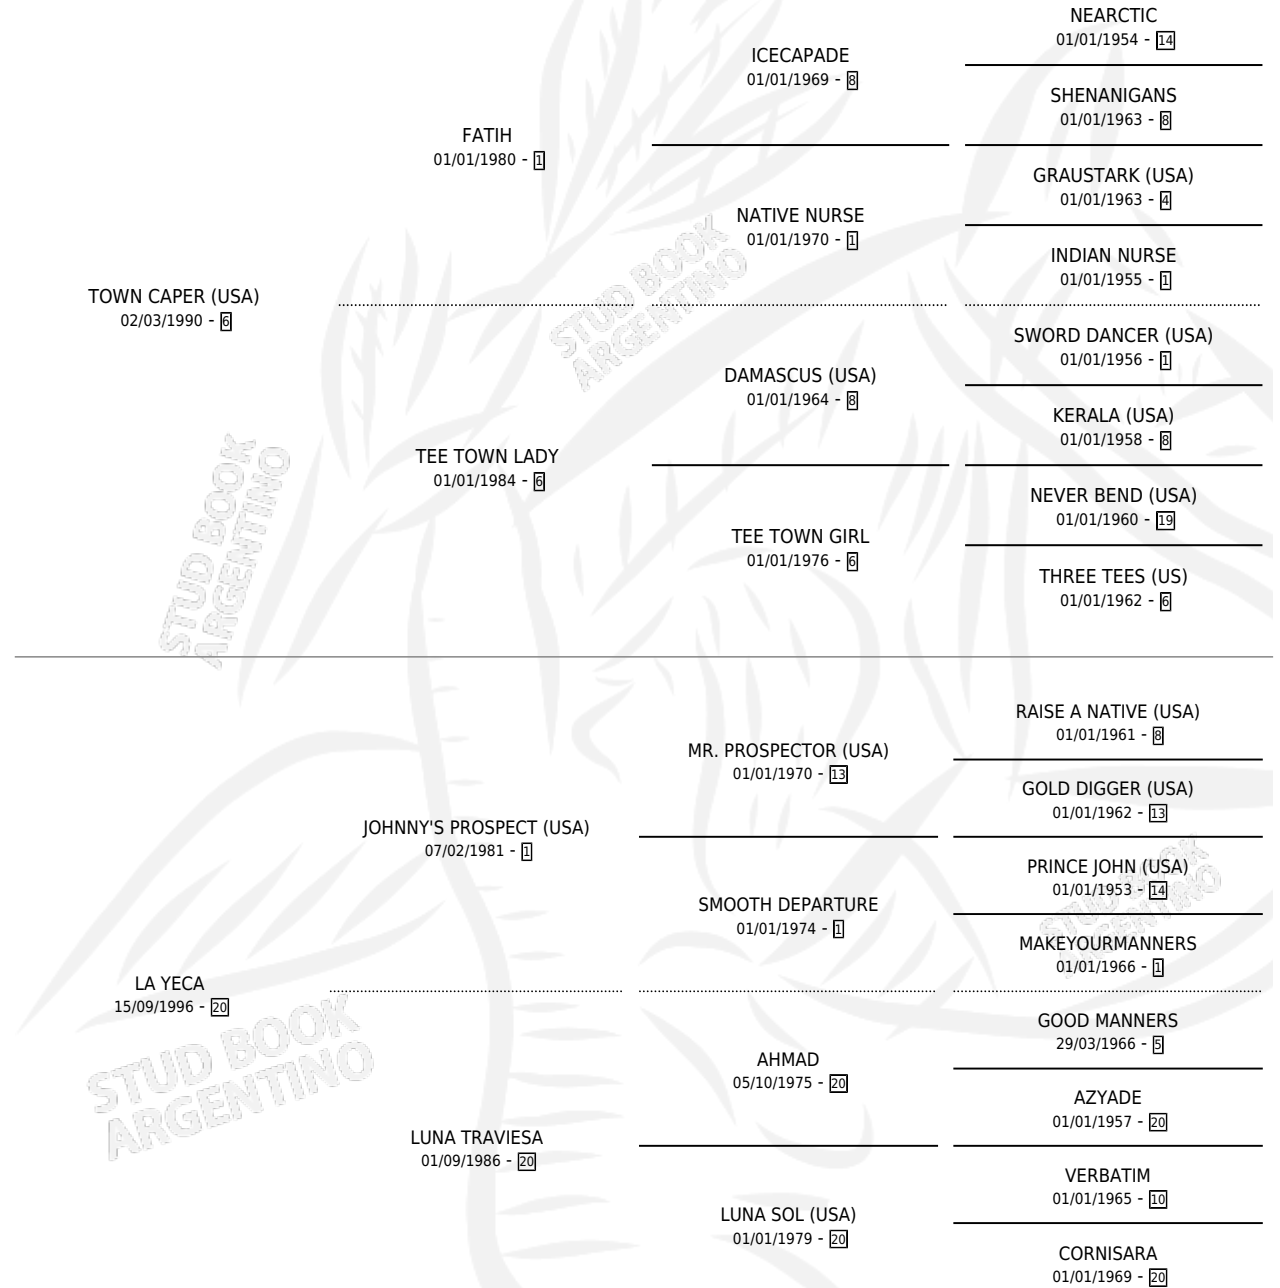 NEARCTIC
01/01/1954 - 14
ICECAPADE
01/01/1969 - 8
SHENANIGANS
01/01/1963 - 8
FATIH
01/01/1980 - 1
GRAUSTARK (USA)
01/01/1963 - 4
NATIVE NURSE
01/01/1970 - 1
INDIAN NURSE
01/01/1955 - 1
TOWN CAPER (USA)
02/03/1990 - 6
STUD BOOK
ARGENTINO
SWORD DANCER (USA)
01/01/1956 - 1
DAMASCUS (USA)
01/01/1964 - 8
KERALA (USA)
01/01/1958 - 8
TEE TOWN LADY
01/01/1984 - 6
NEVER BEND (USA)
01/01/1960 - 19
TEE TOWN GIRL
01/01/1976 - 6
THREE TEES (US)
01/01/1962 - 6
STUD BOOK
ARGENTINO
RAISE A NATIVE (USA)
01/01/1961 - 8
MR. PROSPECTOR (USA)
01/01/1970 - 13
GOLD DIGGER (USA)
01/01/1962 - 13
JOHNNY'S PROSPECT (USA)
07/02/1981 - 1
PRINCE JOHN (USA)
01/01/1953 - 14
SMOOTH DEPARTURE
01/01/1974 - 1
STUD BOOK
ARGENTINO
MAKEYOURMANNERS
01/01/1966 - 1
LA YECA
15/09/1996 - 20
GOOD MANNERS
29/03/1966 - 5
AHMAD
05/10/1975 - 20
AZYADE
01/01/1957 - 20
STUD BOOK
ARGENTINO
LUNA TRAVIESA
01/09/1986 - 20
VERBATIM
01/01/1965 - 10
LUNA SOL (USA)
01/01/1979 - 20
CORNISARA
01/01/1969 - 20